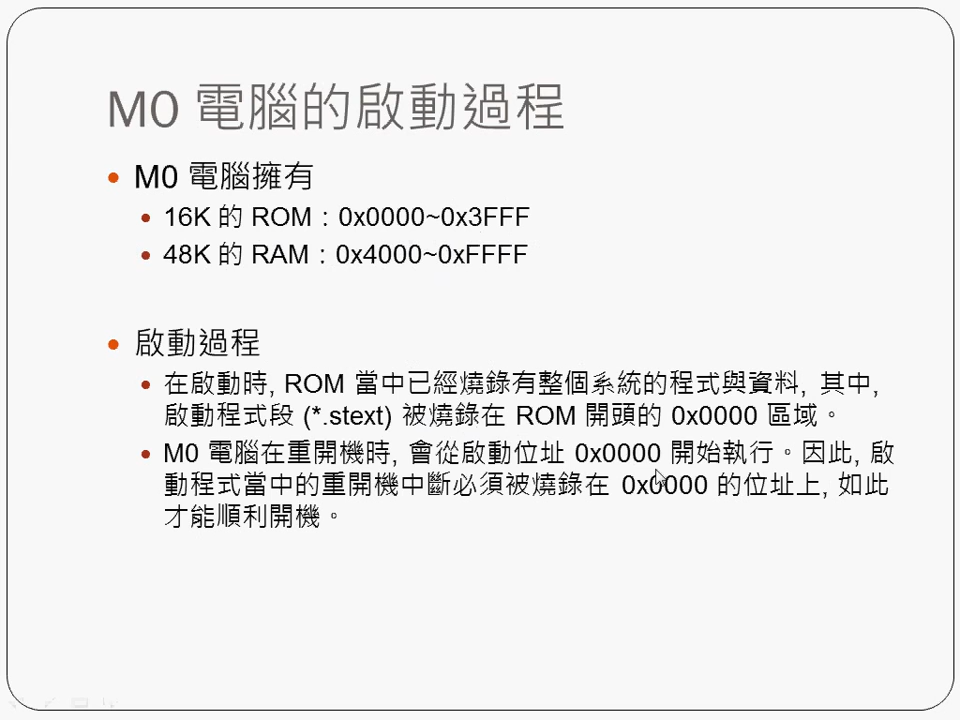 M0 電腦的啟動過程
M0 電腦擁有
16K 的 ROM：0x0000~0x3FFF
48K 的 RAM：0x4000~0xFFFF
啟動過程
在啟動時, ROM 當中已經燒錄有整個系統的程式與資料, 其中,
啟動程式段 (*.stext) 被燒錄在 ROM 開頭的 0x0000 區域。
M0 電腦在重開機時, 會從啟動位址 0x0000 開始執行。因此, 啟
動程式當中的重開機中斷必須被燒錄在 0x0000 的位址上, 如此
才能順利開機。